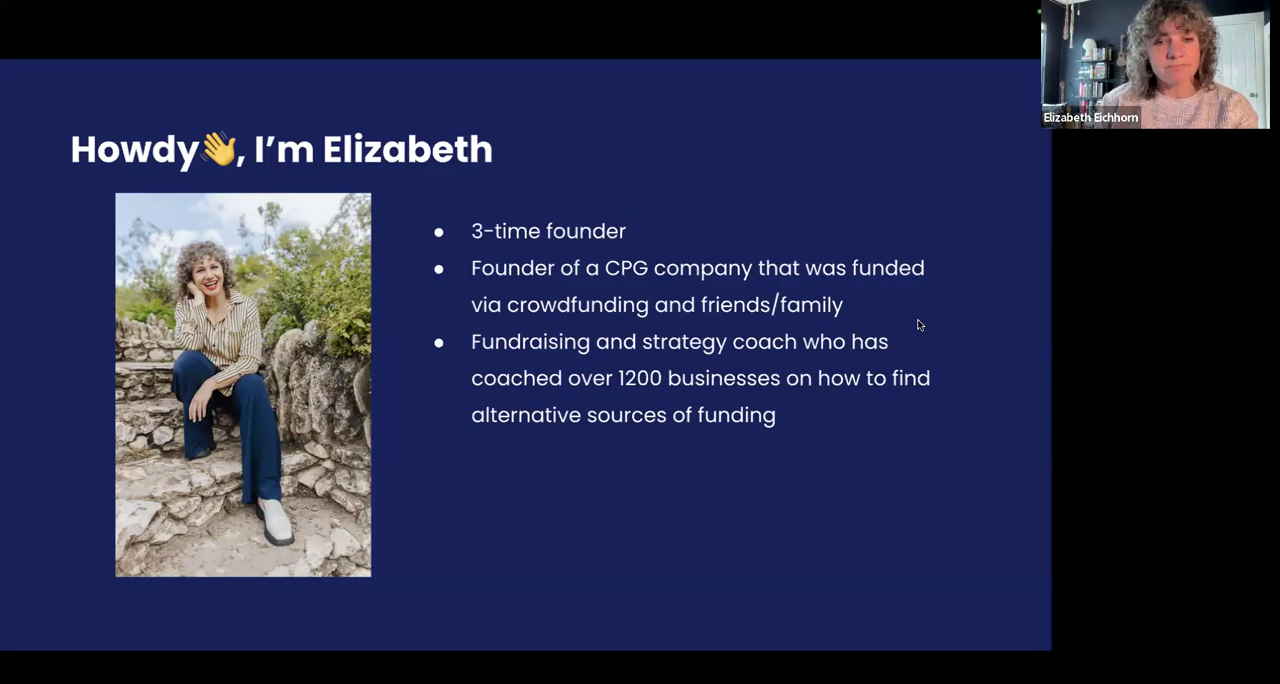 Elizabeth Eichhorn
Howdy👋, I’m Elizabeth
● 3-time founder
● Founder of a CPG company that was funded
via crowdfunding and friends/family
● Fundraising and strategy coach who has
coached over 1200 businesses on how to find
alternative sources of funding